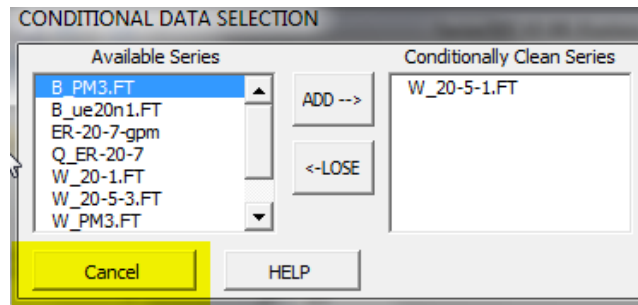 CONDITIONAL DATA SELECTION
Available Series
B_PM3.FT
B_ue20n1.FT
ER-20-7-gpm
Q_ER-20-7
W_20-1.FT
W_20-5-3.FT
W_PM3.FT
ADD -->
<-LOSE
Conditionally Clean Series
W_20-5-1.FT
Cancel
HELP